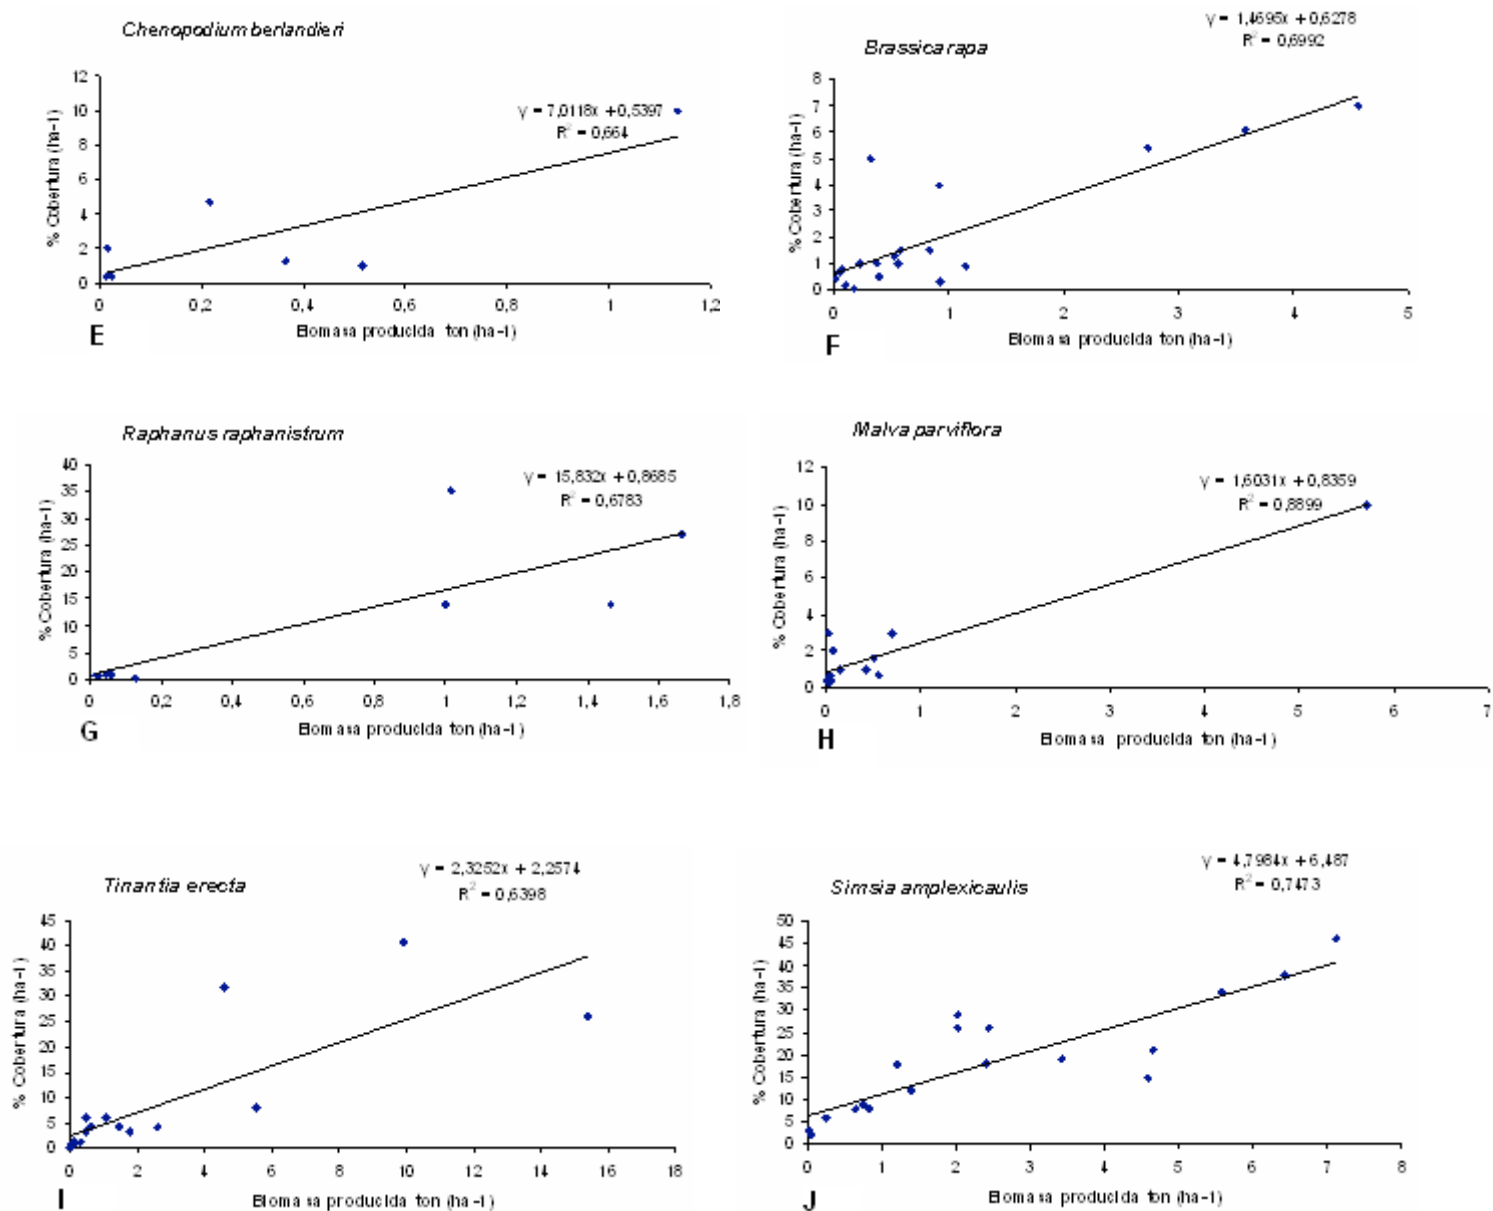 Chenopodium berlandieri
y = 7,0118x + 0,5397
R² = 0,664
% Cobertura (ha-1)
12
10
8
6
4
2
0
0 0,2 0,4 0,6 0,8 1 1,2
Biomasa producida ton (ha-1)
E
Brassica rapa
y = 1,4695x + 0,6278
R² = 0,6992
% Cobertura (ha-1)
8
7
6
5
4
3
2
1
0
0 1 2 3 4 5
Biomasa producida ton (ha-1)
F
Raphanus raphanistrum
y = 15,832x + 0,8685
R² = 0,6783
% Cobertura (ha-1)
40
35
30
25
20
15
10
5
0
0 0,2 0,4 0,6 0,8 1 1,2 1,4 1,6 1,8
Biomasa producida ton (ha-1)
G
Malva parviflora
y = 1,6031x + 0,8359
R² = 0,8899
% Cobertura (ha-1)
12
10
8
6
4
2
0
0 1 2 3 4 5 6 7
Biomasa producida ton (ha-1)
H
Tinantia erecta
y = 2,3252x + 2,2574
R² = 0,6398
% Cobertura (ha-1)
45
40
35
30
25
20
15
10
5
0
0 2 4 6 8 10 12 14 16 18
Biomasa producida ton (ha-1)
I
Simsia amplexicaulis
y = 4,7984x + 6,487
R² = 0,7473
% Cobertura (ha-1)
50
45
40
35
30
25
20
15
10
5
0
0 1 2 3 4 5 6 7 8
Biomasa producida ton (ha-1)
J